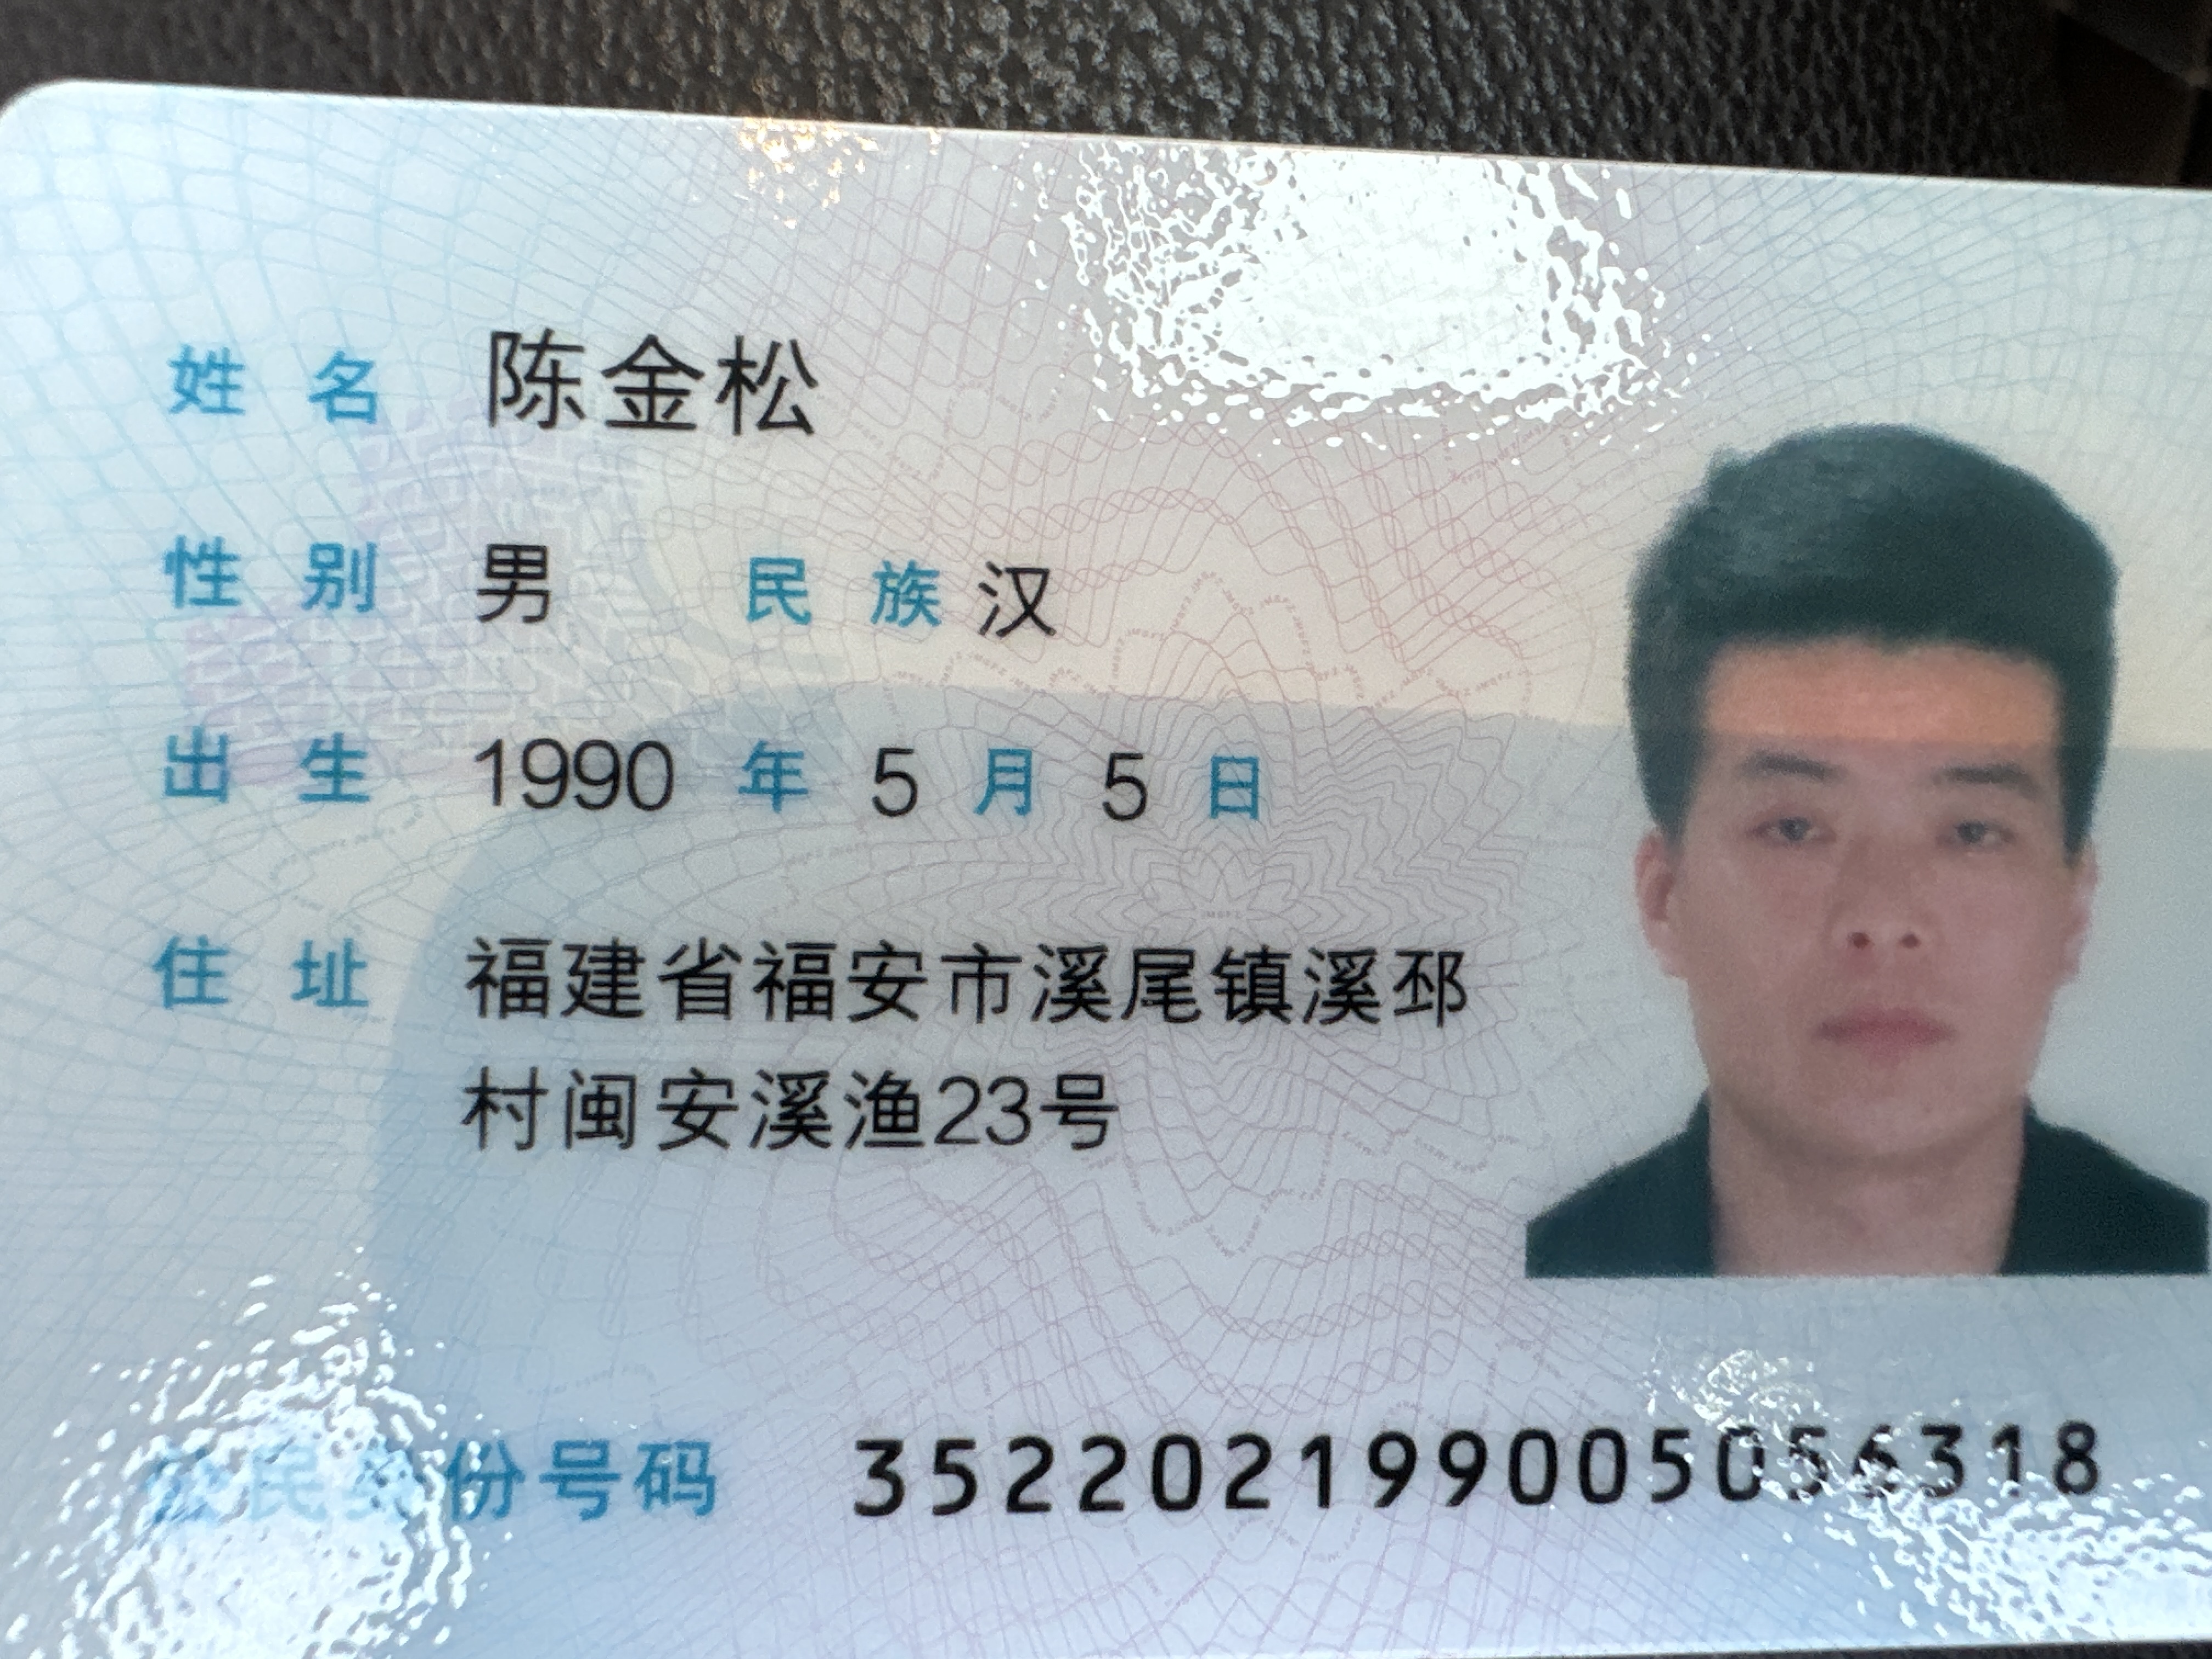 姓名 陈金松
性别 男 民族 汉
出生 1990 年 5 月 5 日
住址 福建省福安市溪尾镇溪邳
村闽安溪渔23号
公民身份号码 352202199005056318